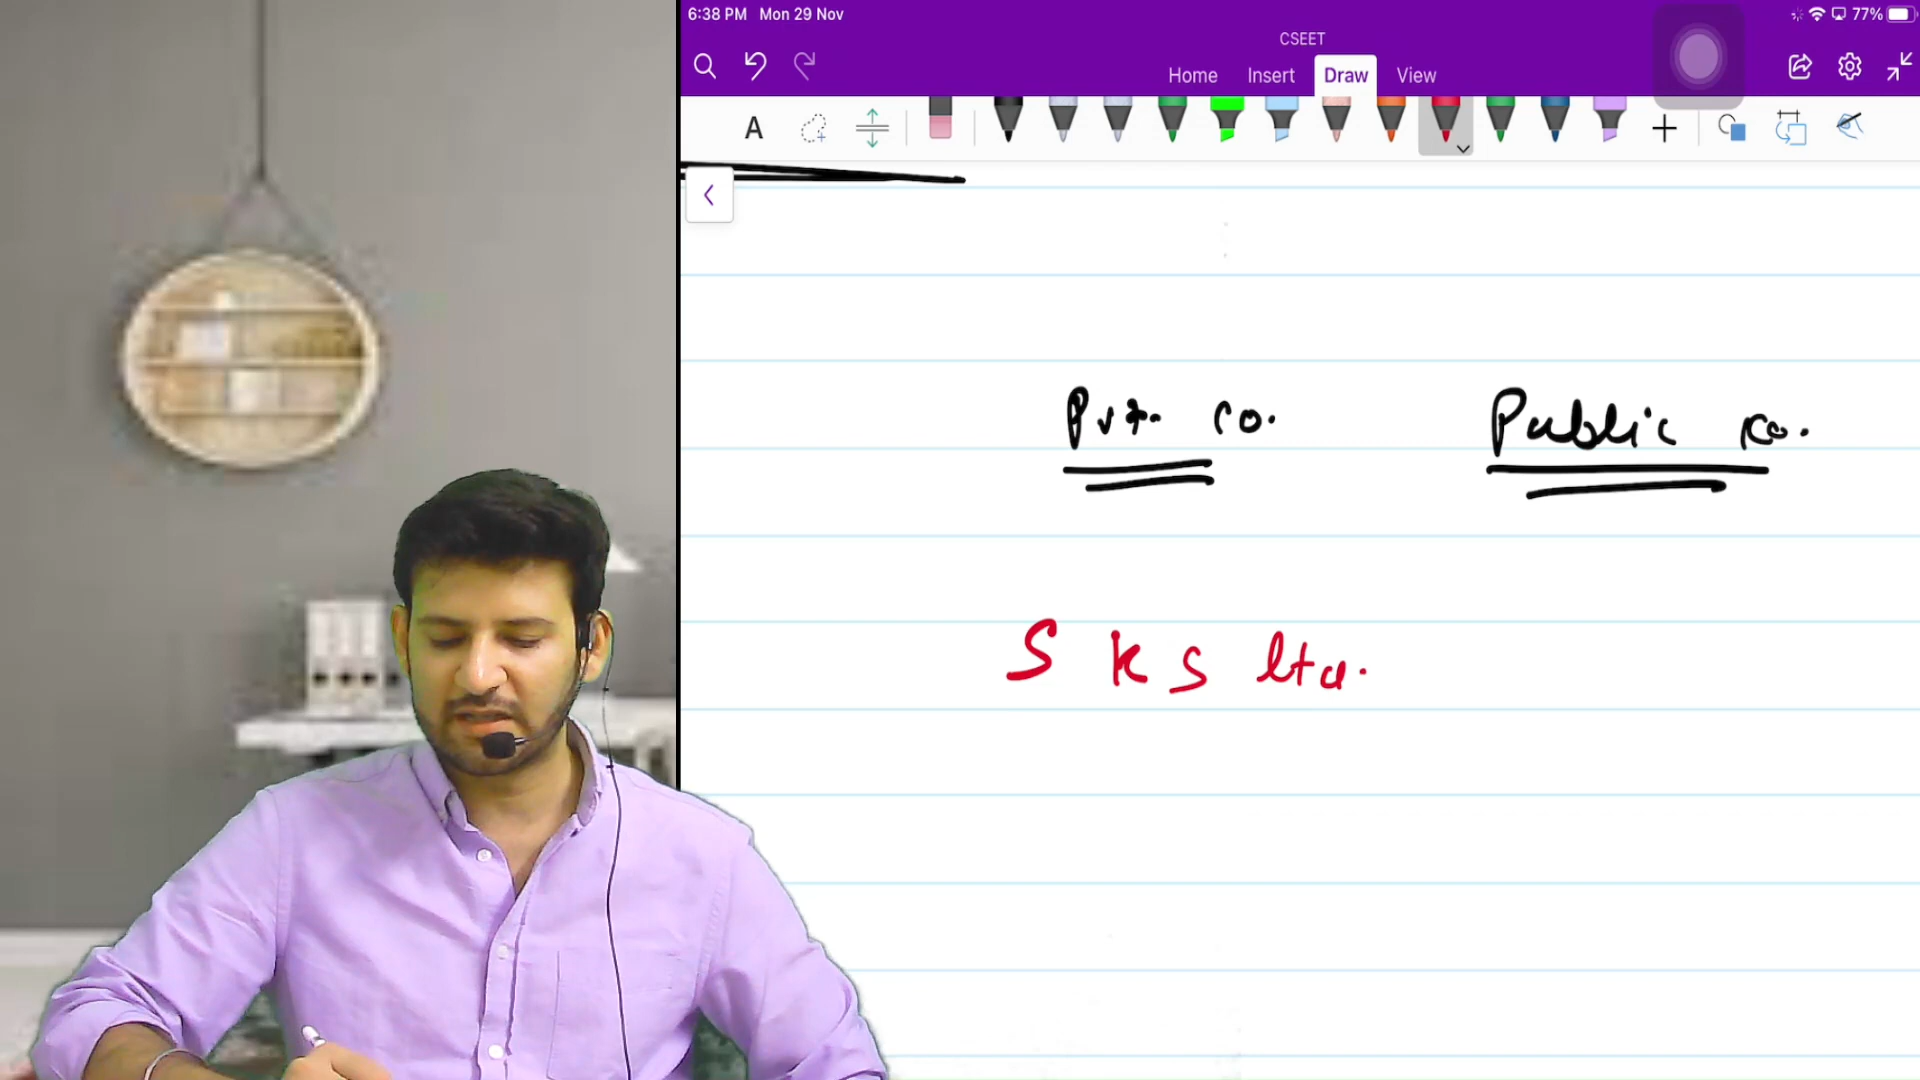 6:38 PM Mon 29 Nov 77%
CSEET
Home Insert Draw View
A
Pvt. co. Public co.
S K S Ltd.